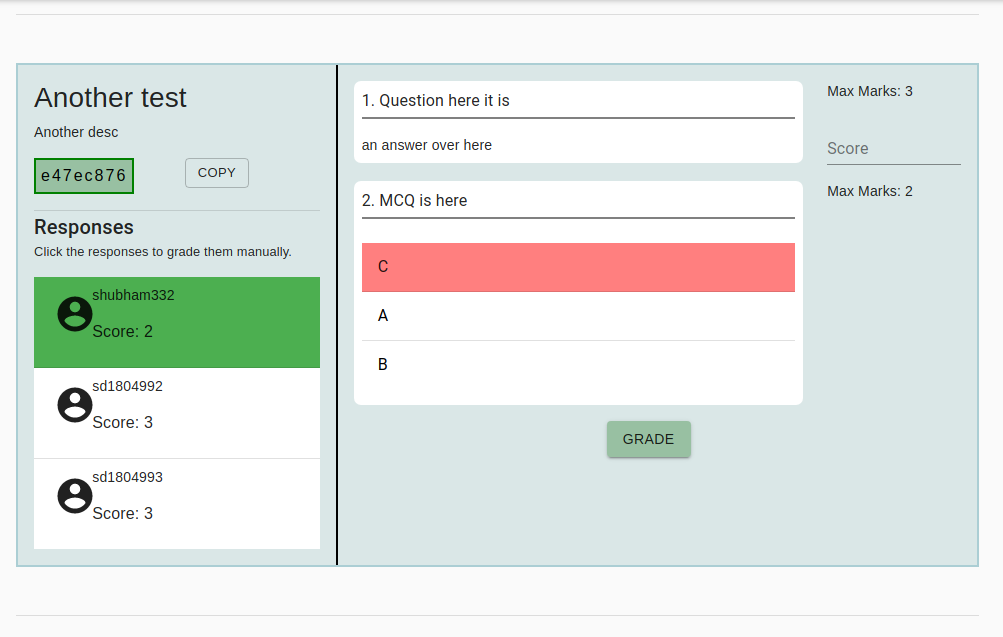 Another test
Another desc
e47ec876
COPY
Responses
Click the responses to grade them manually.
shubham332
Score: 2
sd1804992
Score: 3
sd1804993
Score: 3
1. Question here it is
an answer over here
Max Marks: 3
Score
2. MCQ is here
Max Marks: 2
C
A
B
GRADE